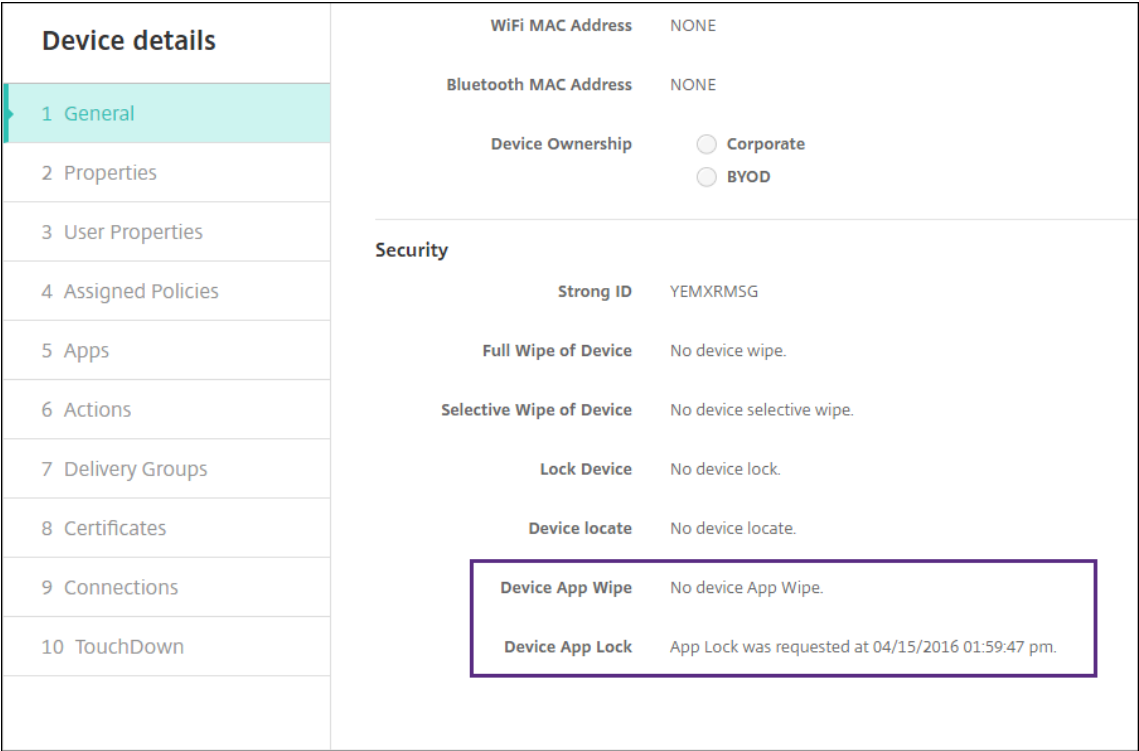 Device details
1 General
2 Properties
3 User Properties
4 Assigned Policies
5 Apps
6 Actions
7 Delivery Groups
8 Certificates
9 Connections
10 TouchDown
WiFi MAC Address NONE
Bluetooth MAC Address NONE
Device Ownership Corporate
BYOD
Security
Strong ID YEMXRMSG
Full Wipe of Device No device wipe.
Selective Wipe of Device No device selective wipe.
Lock Device No device lock.
Device locate No device locate.
Device App Wipe No device App Wipe.
Device App Lock App Lock was requested at 04/15/2016 01:59:47 pm.